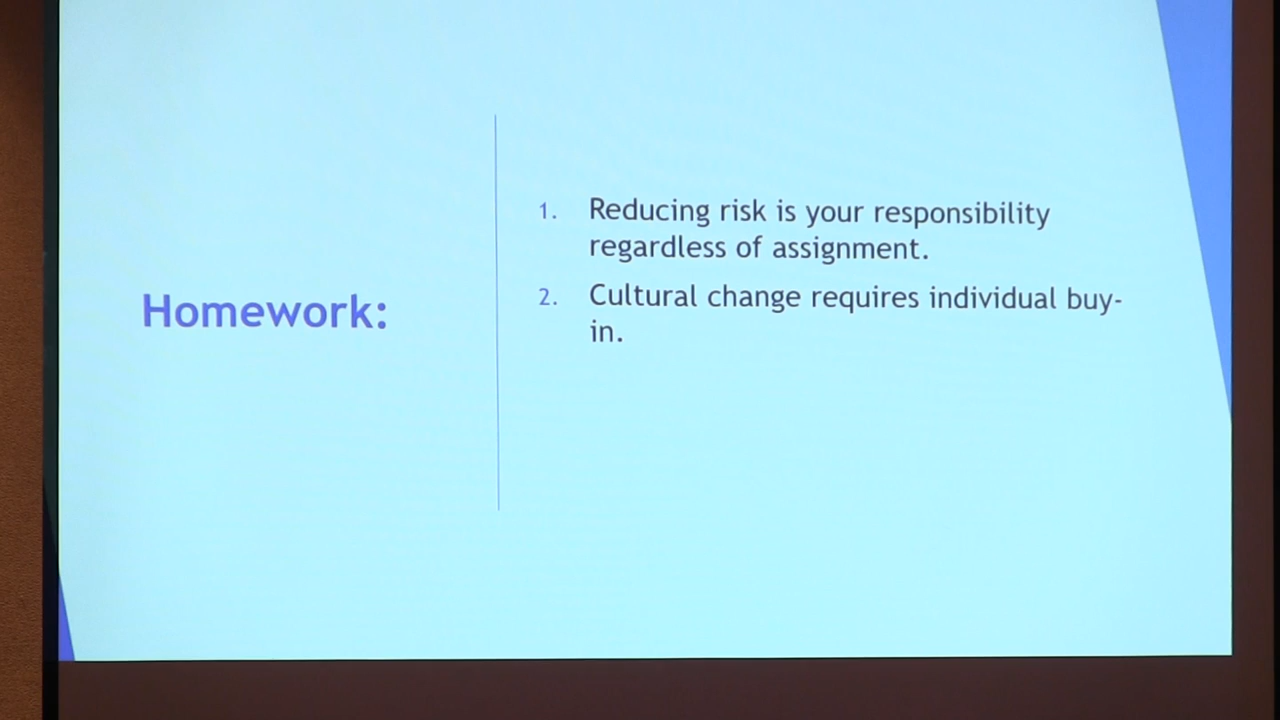 Homework:
1. Reducing risk is your responsibility
regardless of assignment.
2. Cultural change requires individual buy-
in.